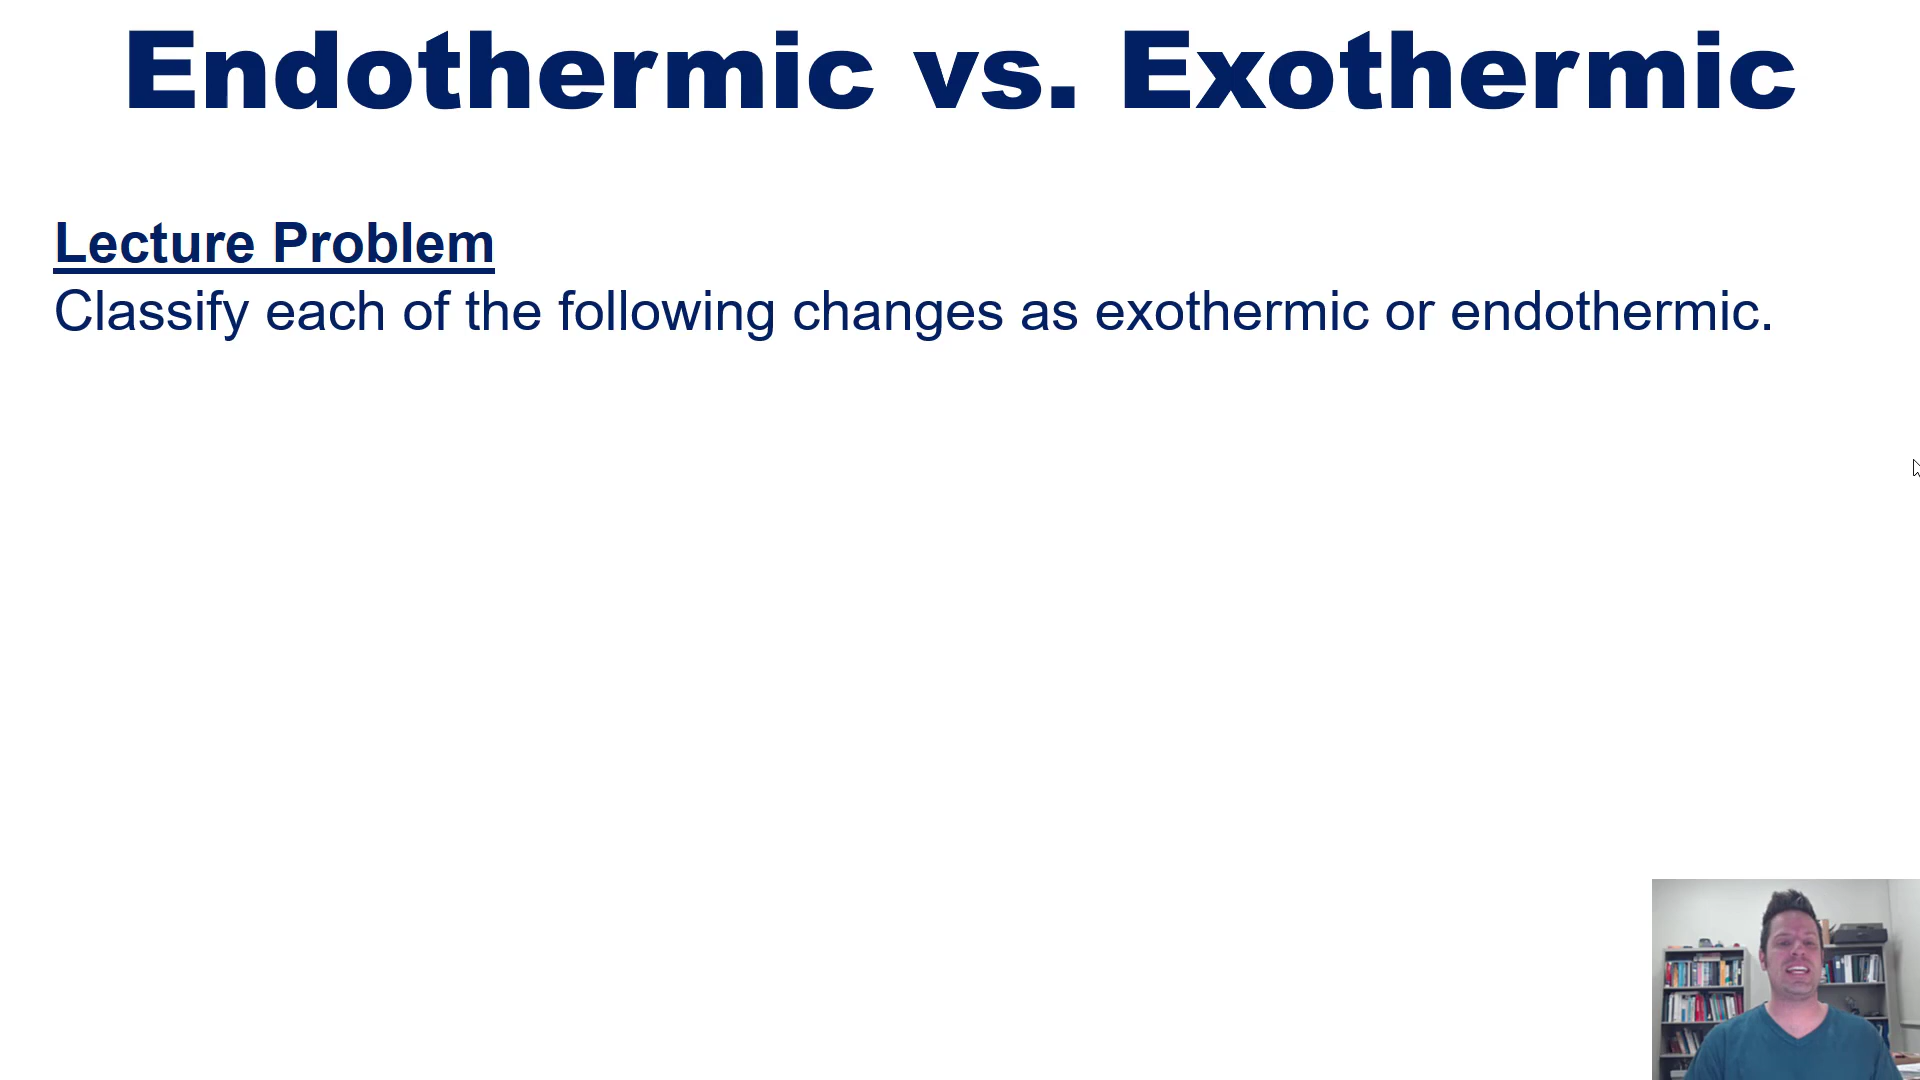 Endothermic vs. Exothermic
Lecture Problem
Classify each of the following changes as exothermic or endothermic.